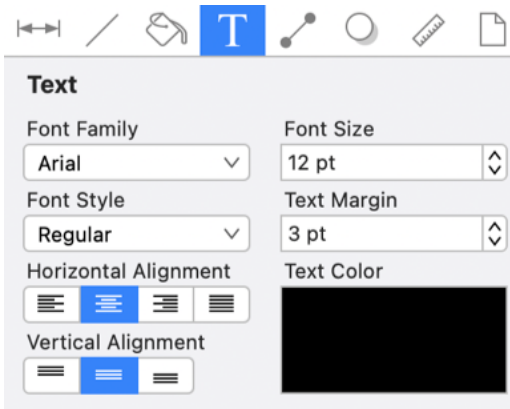 T
Text
Font Family
Font Size
Arial
12 pt
Font Style
Text Margin
Regular
3 pt
Horizontal Alignment
Text Color
Vertical Alignment